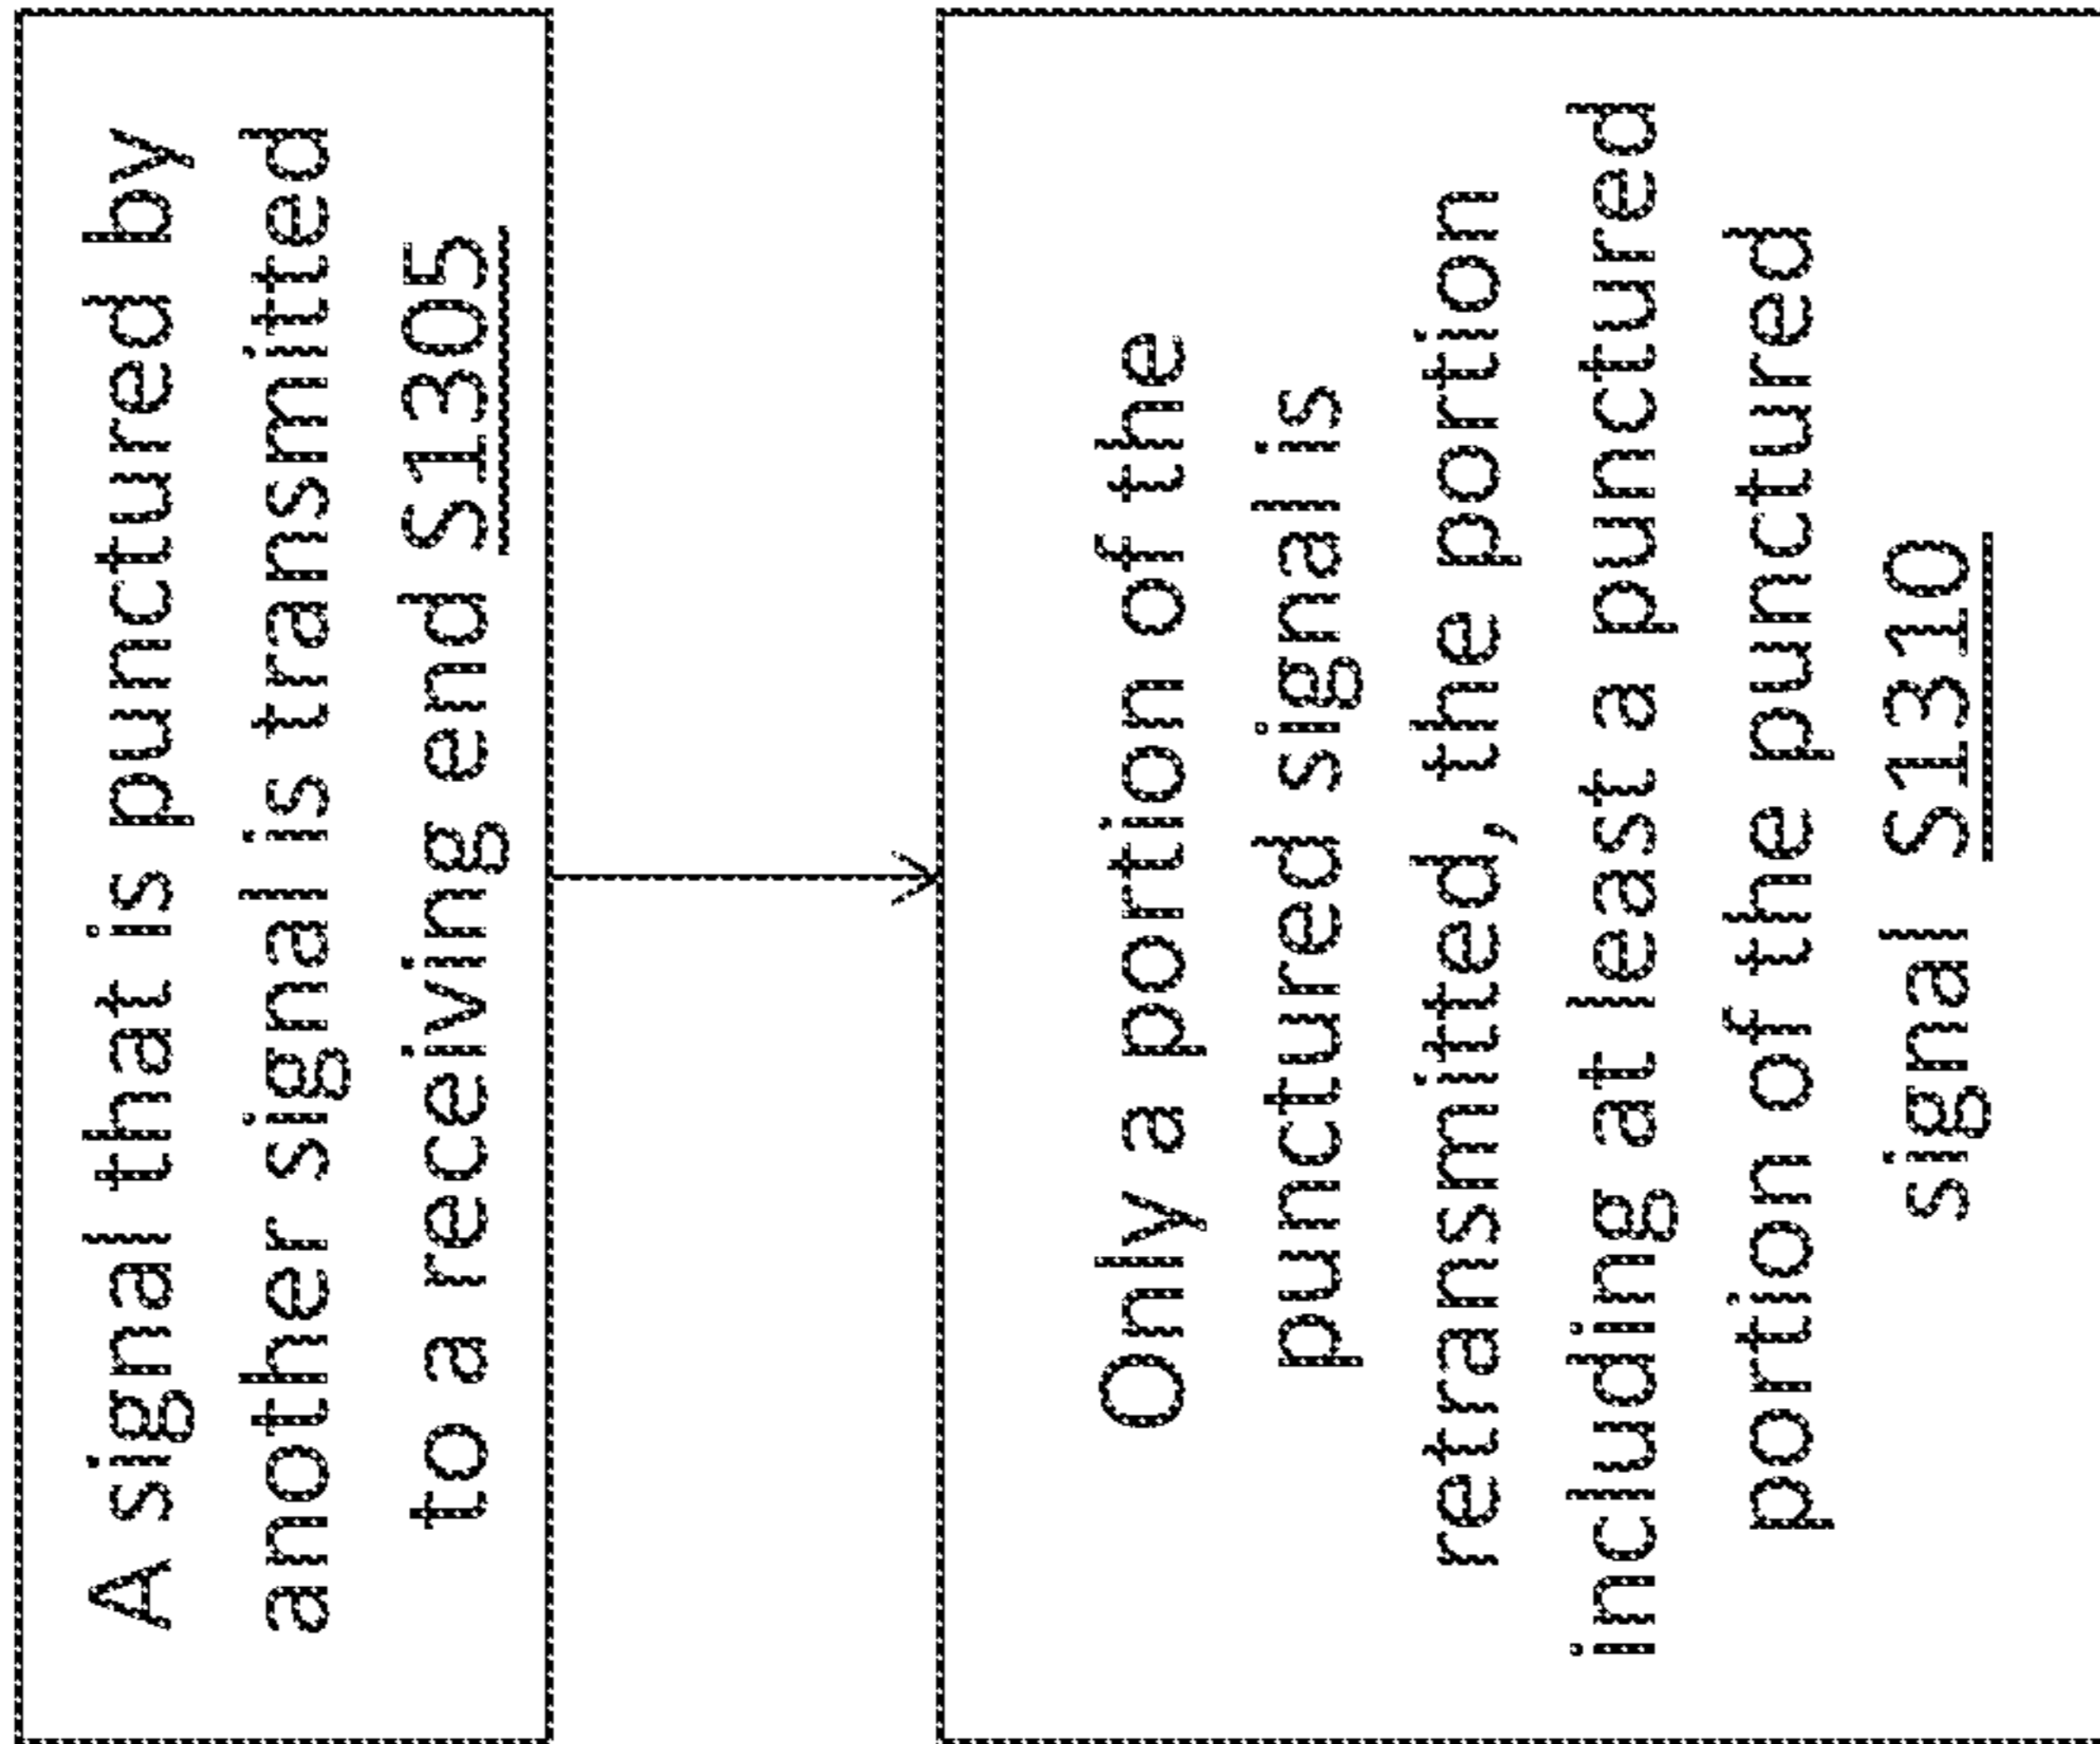 A signal that is punctured by
another signal is transmitted
to a receiving end S1305
Only a portion of the
punctured signal is
retransmitted, the portion
including at least a punctured
portion of the punctured
signal S1310